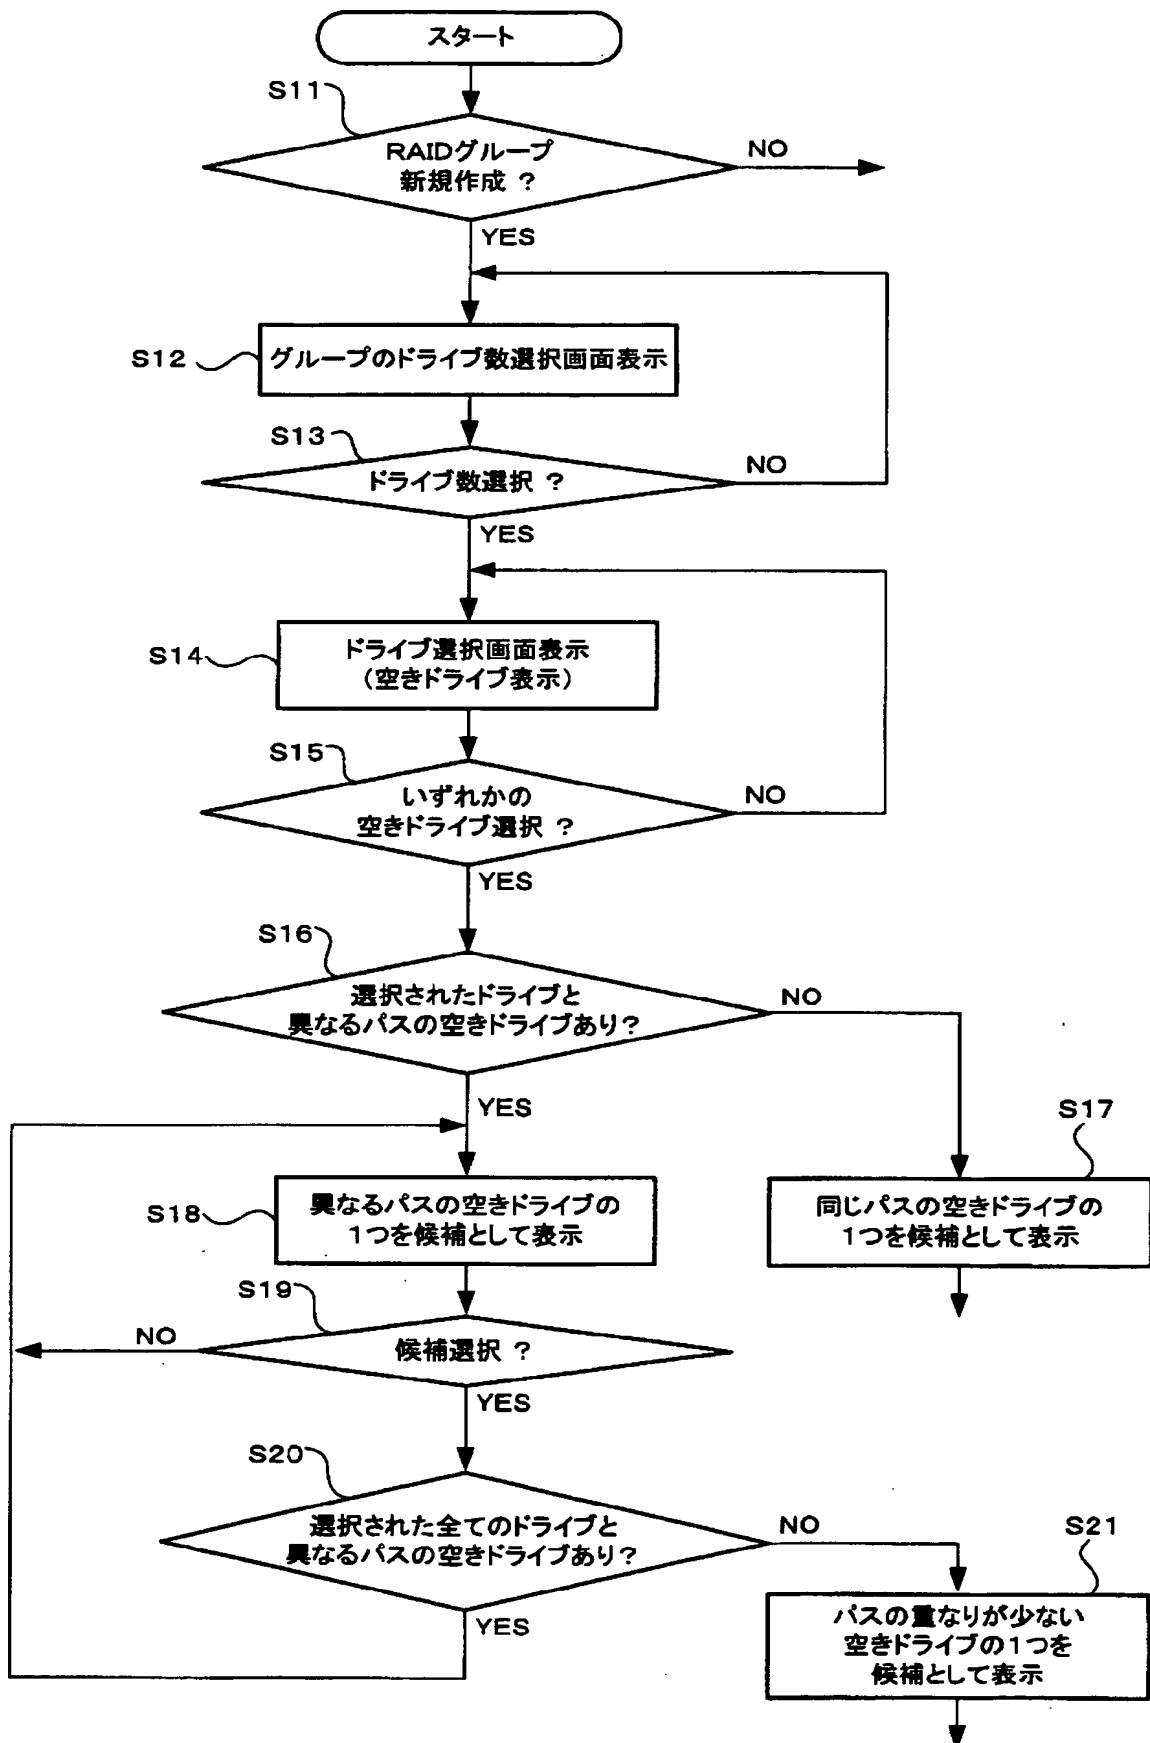 スタート
S11
RAIDグループ
新規作成 ?
NO
YES
S12
グループのドライブ数選択画面表示
S13
ドライブ数選択 ?
NO
YES
S14
ドライブ選択画面表示
(空きドライブ表示)
S15
いずれかの
空きドライブ選択 ?
NO
YES
S16
選択されたドライブと
異なるパスの空きドライブあり?
NO
YES
S17
同じパスの空きドライブの
1つを候補として表示
S18
異なるパスの空きドライブの
1つを候補として表示
S19
候補選択 ?
NO
YES
S20
選択された全てのドライブと
異なるパスの空きドライブあり?
NO
YES
S21
パスの重なりが少ない
空きドライブの1つを
候補として表示